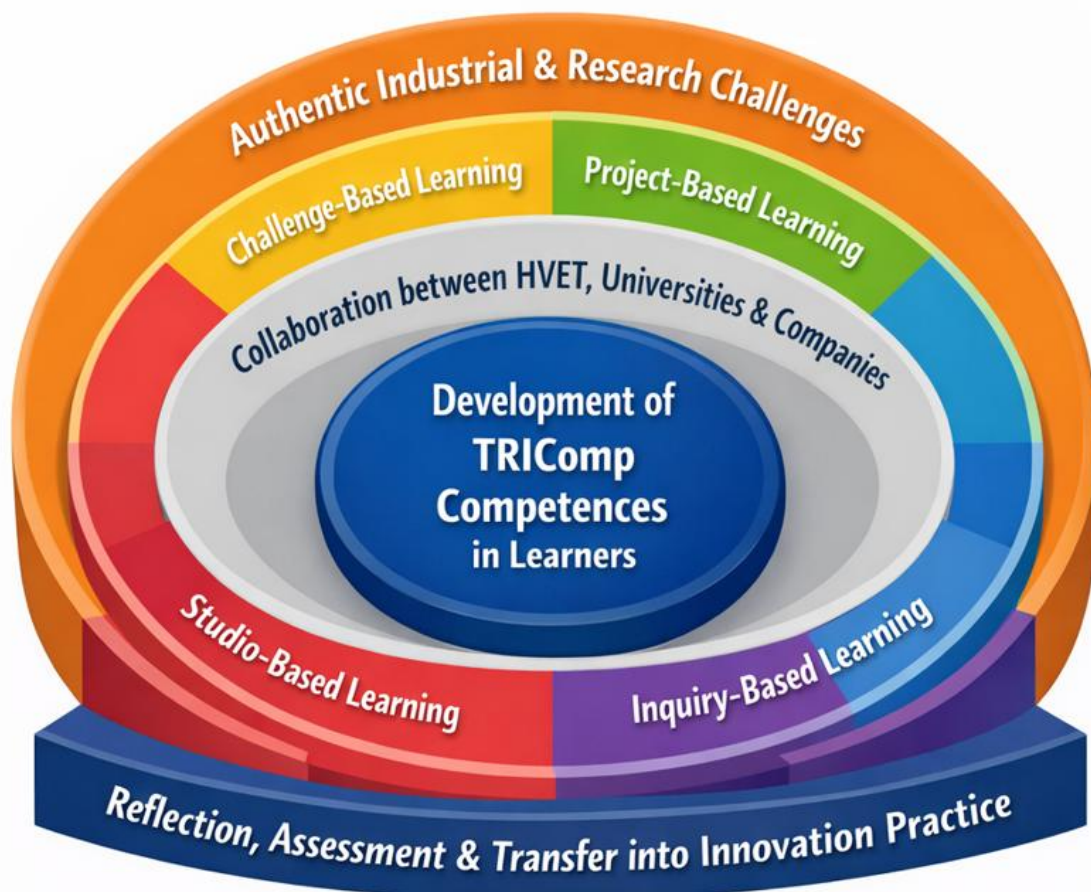 Authentic Industrial & Research Challenges
Challenge-Based Learning
Project-Based Learning
Collaboration between HVET, Universities & Companies
Development of
TRIComp
Competences
in Learners
Studio-Based Learning
Inquiry-Based Learning
Reflection, Assessment & Transfer into Innovation Practice